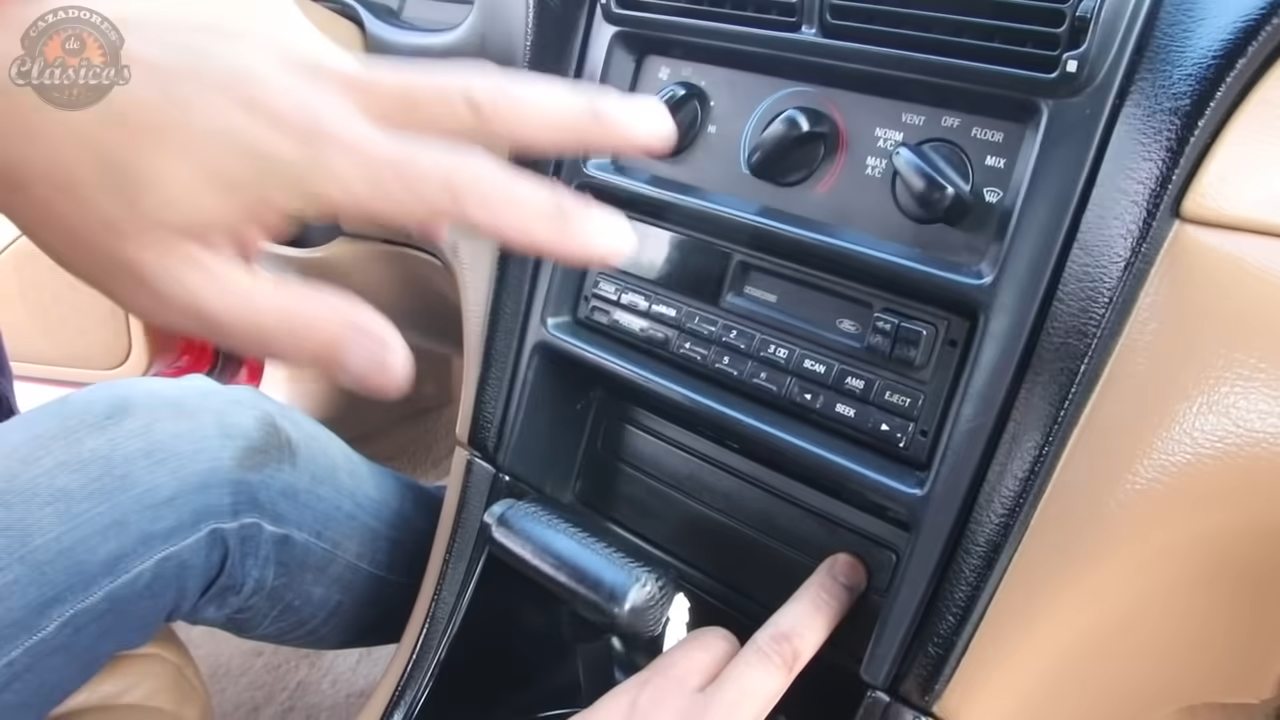 CAZADORES
de
Clásicos
HI
VENT
OFF
FLOOR
NORM
A/C
MAX
A/C
MIX
Ford
1
2
3
SCAN
AMS
EJECT
4
5
6
SEEK